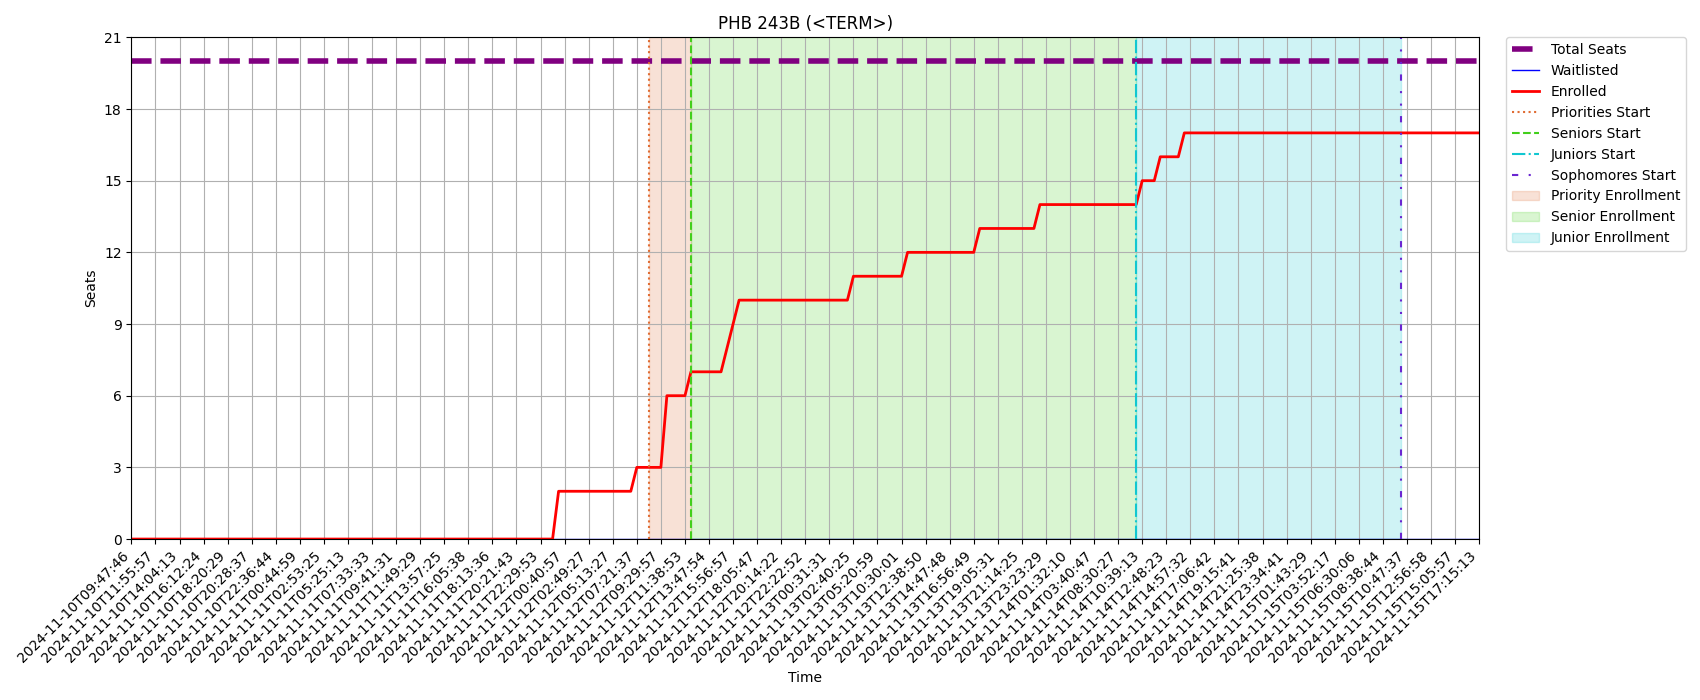 PHB 243B (<TERM>)
21
18
15
12
9
6
3
0
Seats
2024-11-10T09:47:46
2024-11-10T11:55:57
2024-11-10T14:04:13
2024-11-10T16:12:24
2024-11-10T18:20:29
2024-11-10T20:28:37
2024-11-10T22:36:44
2024-11-11T00:44:59
2024-11-11T02:53:25
2024-11-11T05:25:13
2024-11-11T07:33:33
2024-11-11T09:41:31
2024-11-11T11:49:29
2024-11-11T13:57:25
2024-11-11T16:05:38
2024-11-11T18:13:36
2024-11-11T20:21:43
2024-11-11T22:29:53
2024-11-12T00:40:57
2024-11-12T02:49:27
2024-11-12T05:13:27
2024-11-12T07:21:37
2024-11-12T09:29:57
2024-11-12T11:38:53
2024-11-12T13:47:54
2024-11-12T15:56:57
2024-11-12T18:05:47
2024-11-12T20:14:22
2024-11-12T22:22:52
2024-11-13T00:31:31
2024-11-13T02:40:25
2024-11-13T05:20:59
2024-11-13T10:30:01
2024-11-13T12:38:50
2024-11-13T14:47:48
2024-11-13T16:56:49
2024-11-13T19:05:31
2024-11-13T21:14:25
2024-11-13T23:23:29
2024-11-14T01:32:10
2024-11-14T03:40:47
2024-11-14T08:30:27
2024-11-14T10:39:13
2024-11-14T12:48:23
2024-11-14T14:57:32
2024-11-14T17:06:42
2024-11-14T19:15:41
2024-11-14T21:25:38
2024-11-14T23:34:41
2024-11-15T01:43:29
2024-11-15T03:52:17
2024-11-15T06:30:06
2024-11-15T08:38:44
2024-11-15T10:47:37
2024-11-15T12:56:58
2024-11-15T15:05:57
2024-11-15T17:15:13
Time
Total Seats
Waitlisted
Enrolled
Priorities Start
Seniors Start
Juniors Start
Sophomores Start
Priority Enrollment
Senior Enrollment
Junior Enrollment